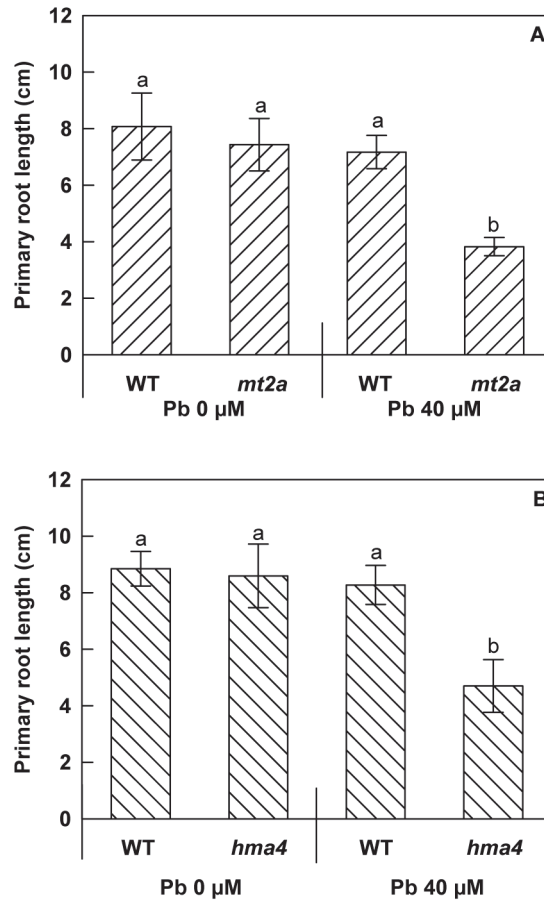 A
Primary root length (cm)
12
10
8
6
4
2
0
a
a
a
b
WT
mt2a
WT
mt2a
Pb 0 µM
Pb 40 µM
B
Primary root length (cm)
12
10
8
6
4
2
0
a
a
a
b
WT
hma4
WT
hma4
Pb 0 µM
Pb 40 µM